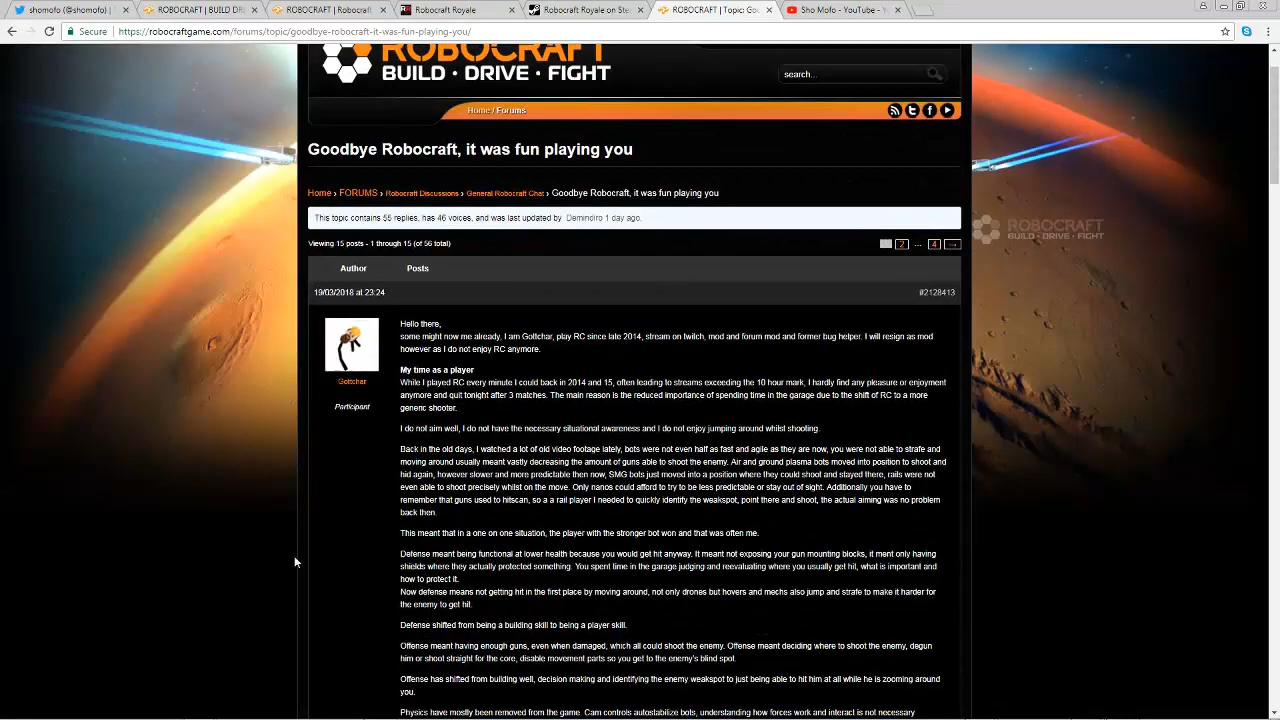 shomofo (@shomofo) |
ROBOCRAFT | BUILD DR
ROBOCRAFT | Robocraft
Robocraft Royale
Robocraft Royale on Ste
ROBOCRAFT | Topic: Go
Sho Mofo - YouTube - Y
Secure
https://robocraftgame.com/forums/topic/goodbye-robocraft-it-was-fun-playing-you/
ROBOCRAFT
BUILD · DRIVE · FIGHT
search...
Home / Forums
Goodbye Robocraft, it was fun playing you
Home › FORUMS › Robocraft Discussions › General Robocraft Chat › Goodbye Robocraft, it was fun playing you
This topic contains 55 replies, has 46 voices, and was last updated by Demindiro 1 day ago.
ROBOCRAFT
BUILD · DRIVE · FIGHT
Viewing 15 posts - 1 through 15 (of 56 total)
2 ... 4 →
Author Posts
19/03/2018 at 23:24 #2128413
Gottchar
Participant
Hello there,
some might now me already, I am Gottchar, play RC since late 2014, stream on twitch, mod and forum mod and former bug helper. I will resign as mod
however as I do not enjoy RC anymore.
My time as a player
While I played RC every minute I could back in 2014 and 15, often leading to streams exceeding the 10 hour mark, I hardly find any pleasure or enjoyment
anymore and quit tonight after 3 matches. The main reason is the reduced importance of spending time in the garage due to the shift of RC to a more
generic shooter.
I do not aim well, I do not have the necessary situational awareness and I do not enjoy jumping around whilst shooting.
Back in the old days, I watched a lot of old video footage lately, bots were not even half as fast and agile as they are now, you were not able to strafe and
moving around usually meant vastly decreasing the amount of guns able to shoot the enemy. Air and ground plasma bots moved into position to shoot and
hid again, however slower and more predictable then now, SMG bots just moved into a position where they could shoot and stayed there, rails were not
even able to shoot precisely whilst on the move. Only nanos could afford to try to be less predictable or stay out of sight. Additionally you have to
remember that guns used to hitscan, so a a rail player I needed to quickly identify the weakspot, point there and shoot, the actual aiming was no problem
back then.
This meant that in a one on one situation, the player with the stronger bot won and that was often me.
Defense meant being functional at lower health because you would get hit anyway. It meant not exposing your gun mounting blocks, it ment only having
shields where they actually protected something. You spent time in the garage judging and reevaluating where you usually get hit, what is important and
how to protect it.
Now defense means not getting hit in the first place by moving around, not only drones but hovers and mechs also jump and strafe to make it harder for
the enemy to get hit.
Defense shifted from being a building skill to being a player skill.
Offense meant having enough guns, even when damaged, which all could shoot the enemy. Offense meant deciding where to shoot the enemy, degun
him or shoot straight for the core, disable movement parts so you get to the enemy's blind spot.
Offense has shifted from building well, decision making and identifying the enemy weakspot to just being able to hit him at all while he is zooming around
you.
Physics have mostly been removed from the game. Cam controls autostabilize bots, understanding how forces work and interact is not necessary